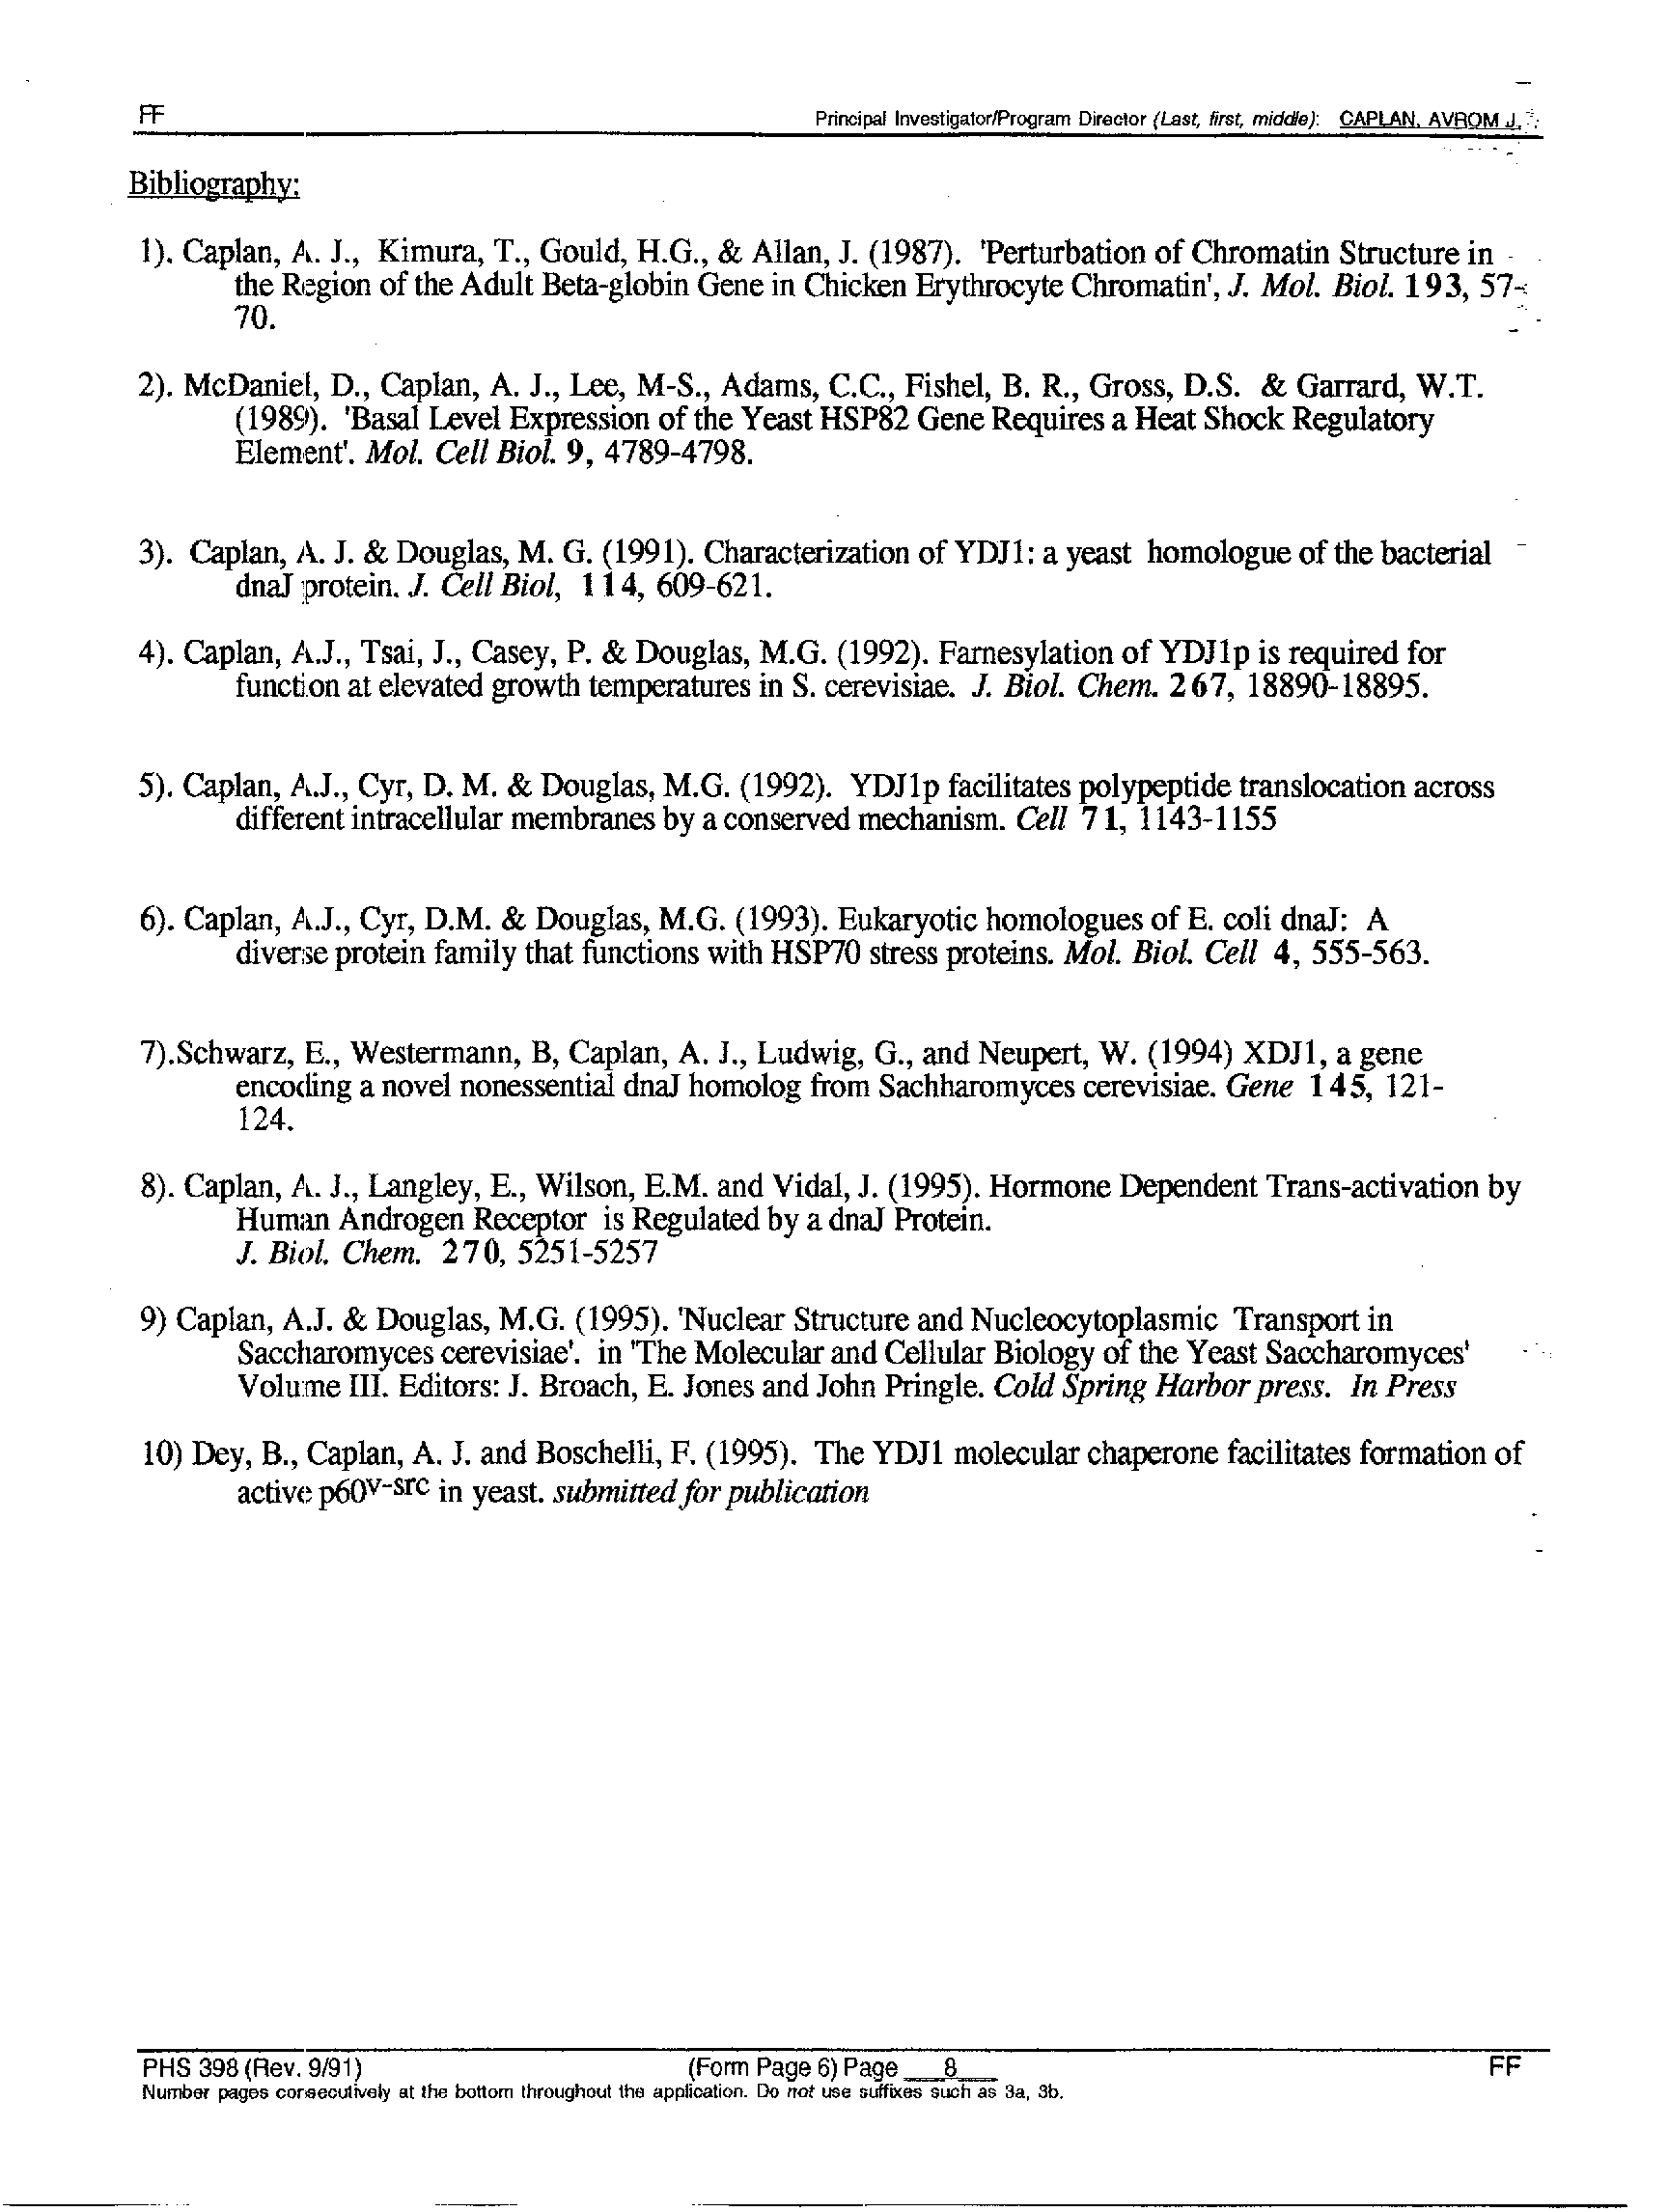 FF Principal Investigator/Program Director (Last, first, middle): CAPLAN, AVROM J.
Bibliography:
1). Caplan, A. J., Kimura, T., Gould, H.G., & Allan, J. (1987). 'Perturbation of Chromatin Structure in
the Region of the Adult Beta-globin Gene in Chicken Erythrocyte Chromatin', J. Mol. Biol. 193, 57-
70.
2). McDaniel, D., Caplan, A. J., Lee, M-S., Adams, C.C., Fishel, B. R., Gross, D.S. & Garrard, W.T.
(1989). 'Basal Level Expression of the Yeast HSP82 Gene Requires a Heat Shock Regulatory
Element'. Mol. Cell Biol. 9, 4789-4798.
3). Caplan, A. J. & Douglas, M. G. (1991). Characterization of YDJ1: a yeast homologue of the bacterial
dnaJ protein. J. Cell Biol, 114, 609-621.
4). Caplan, A.J., Tsai, J., Casey, P. & Douglas, M.G. (1992). Farnesylation of YDJ1p is required for
function at elevated growth temperatures in S. cerevisiae. J. Biol. Chem. 267, 18890-18895.
5). Caplan, A.J., Cyr, D. M. & Douglas, M.G. (1992). YDJ1p facilitates polypeptide translocation across
different intracellular membranes by a conserved mechanism. Cell 71, 1143-1155
6). Caplan, A.J., Cyr, D.M. & Douglas, M.G. (1993). Eukaryotic homologues of E. coli dnaJ: A
diverse protein family that functions with HSP70 stress proteins. Mol. Biol. Cell 4, 555-563.
7).Schwarz, E., Westermann, B, Caplan, A. J., Ludwig, G., and Neupert, W. (1994) XDJ1, a gene
encoding a novel nonessential dnaJ homolog from Sachharomyces cerevisiae. Gene 145, 121-
124.
8). Caplan, A. J., Langley, E., Wilson, E.M. and Vidal, J. (1995). Hormone Dependent Trans-activation by
Human Androgen Receptor is Regulated by a dnaJ Protein.
J. Biol. Chem. 270, 5251-5257
9) Caplan, A.J. & Douglas, M.G. (1995). 'Nuclear Structure and Nucleocytoplasmic Transport in
Saccharomyces cerevisiae'. in 'The Molecular and Cellular Biology of the Yeast Saccharomyces'
Volume III. Editors: J. Broach, E. Jones and John Pringle. Cold Spring Harbor press. In Press
10) Dey, B., Caplan, A. J. and Boschelli, F. (1995). The YDJ1 molecular chaperone facilitates formation of
active p60v-src in yeast. submitted for publication
PHS 398 (Rev. 9/91) (Form Page 6) Page 8 FF
Number pages consecutively at the bottom throughout the application. Do not use suffixes such as 3a, 3b.